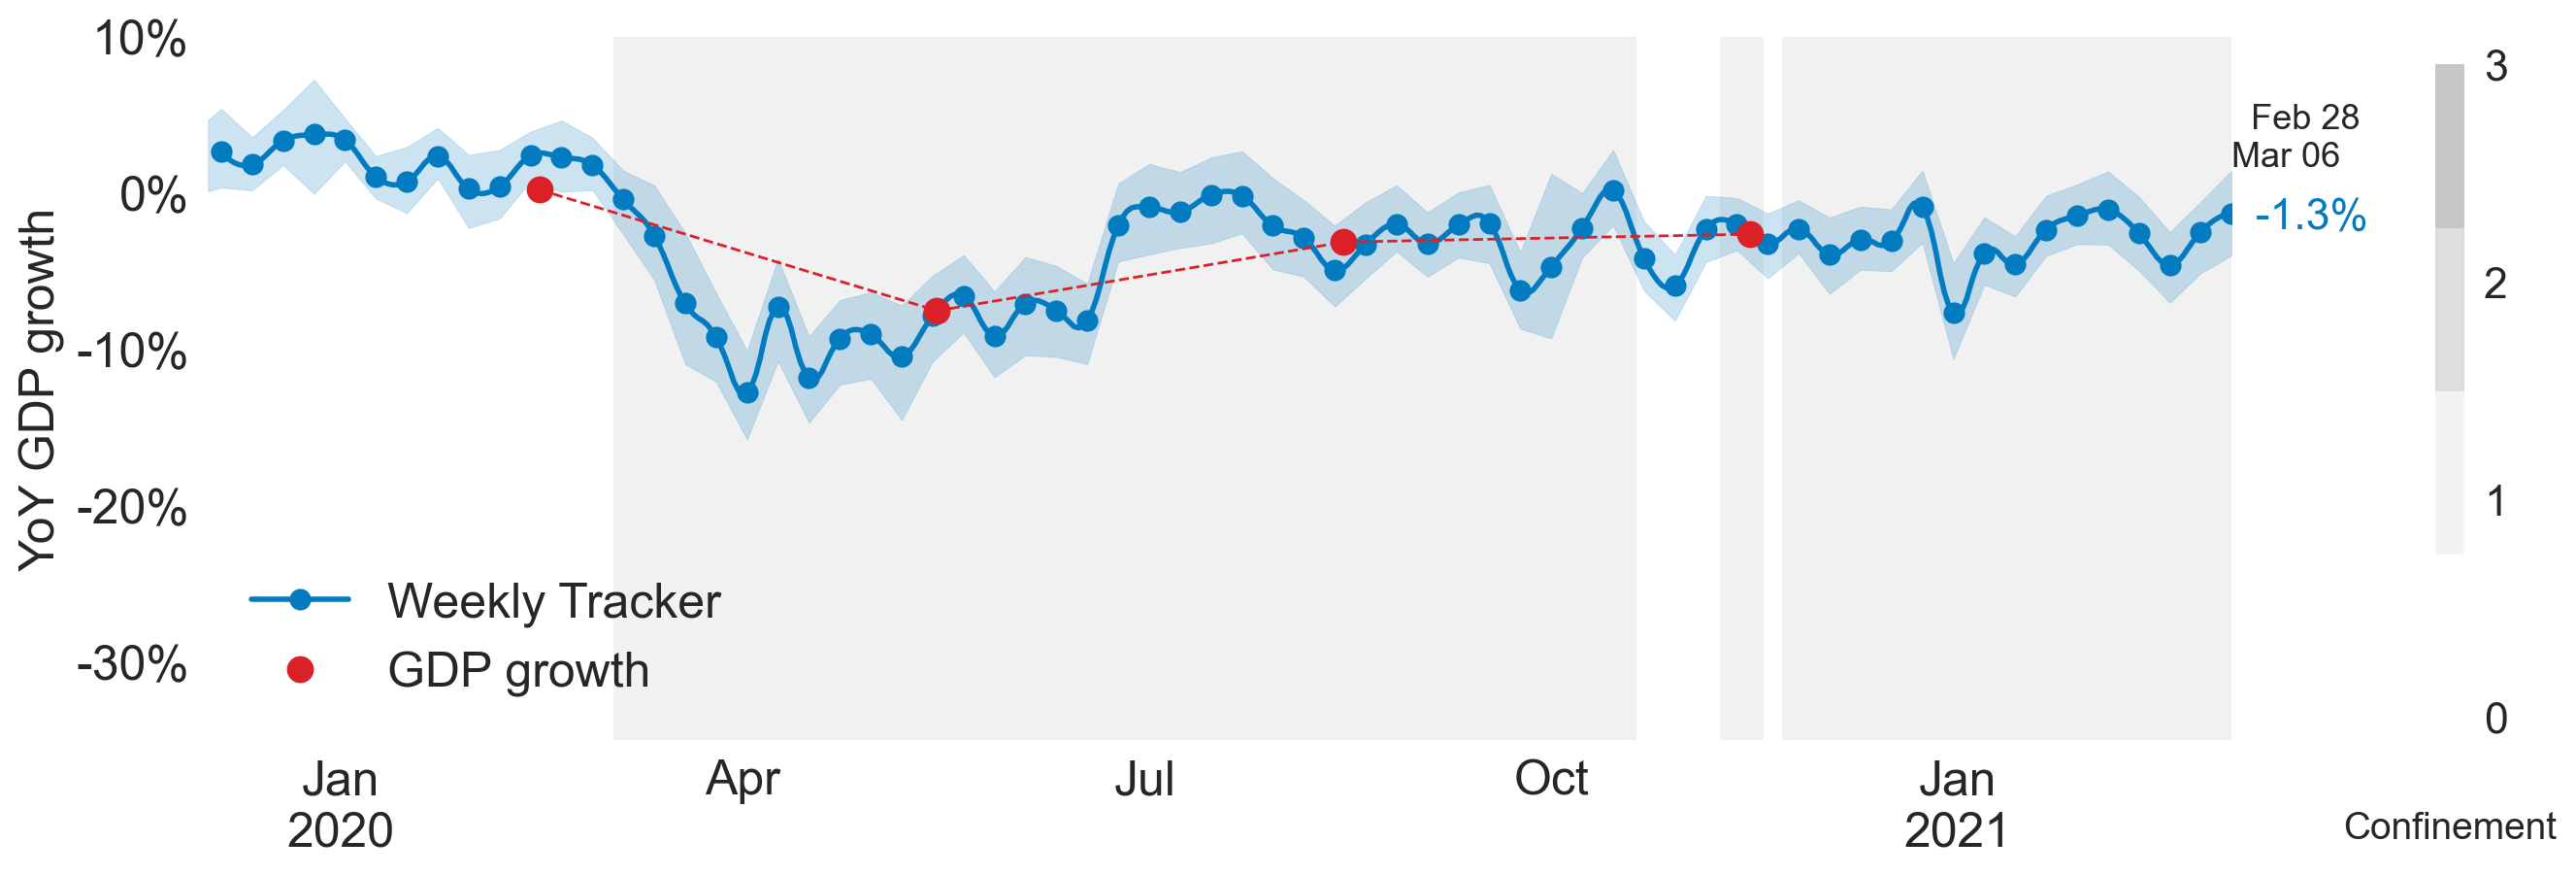 10%
0%
-10%
-20%
-30%
YoY GDP growth
Weekly Tracker
GDP growth
Jan
2020
Apr
Jul
Oct
Jan
2021
Feb 28
Mar 06
-1.3%
3
2
1
0
Confinement